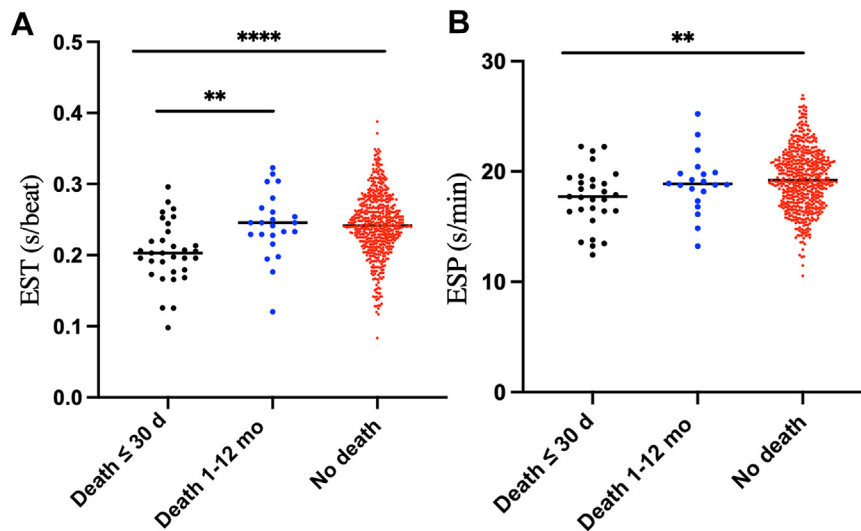 A
EST (s/beat)
0.5
0.4
0.3
0.2
0.1
0.0
****
**
Death ≤ 30 d
Death 1-12 mo
No death
B
ESP (s/min)
30
20
10
0
**
Death ≤ 30 d
Death 1-12 mo
No death